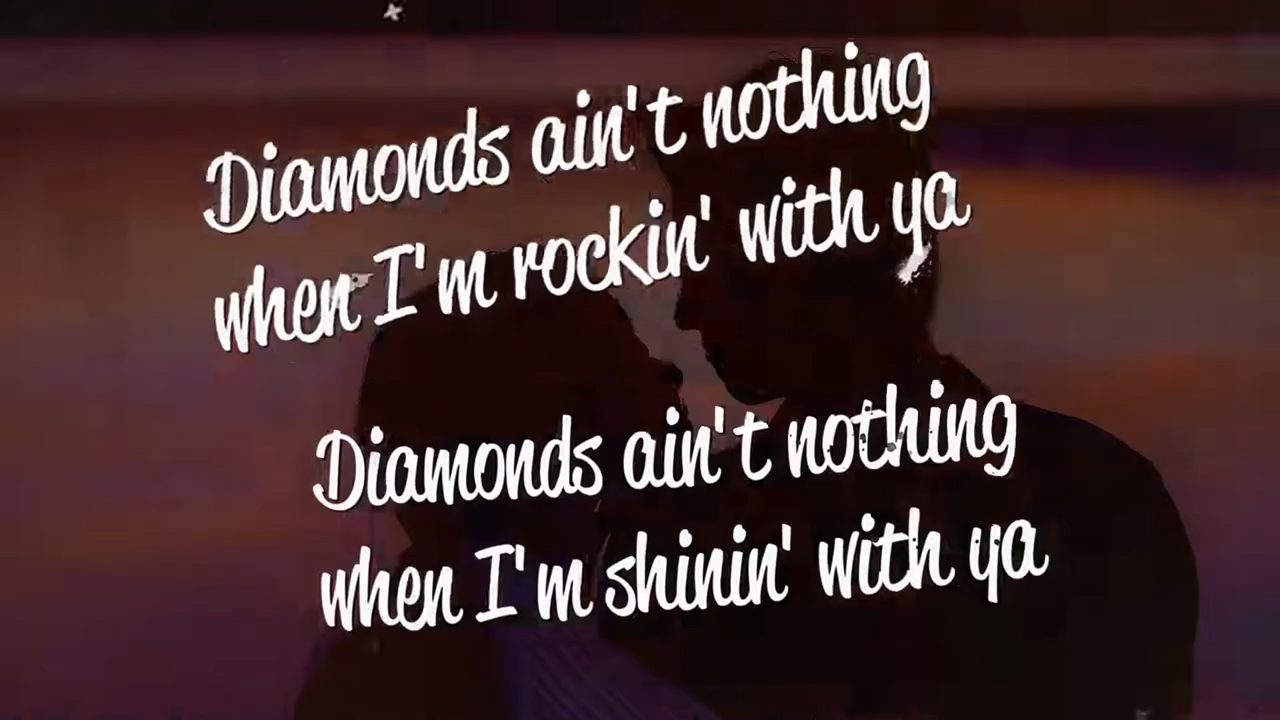 Diamonds ain't nothing
when I'm rockin' with ya
Diamonds ain't nothing
when I'm shinin' with ya